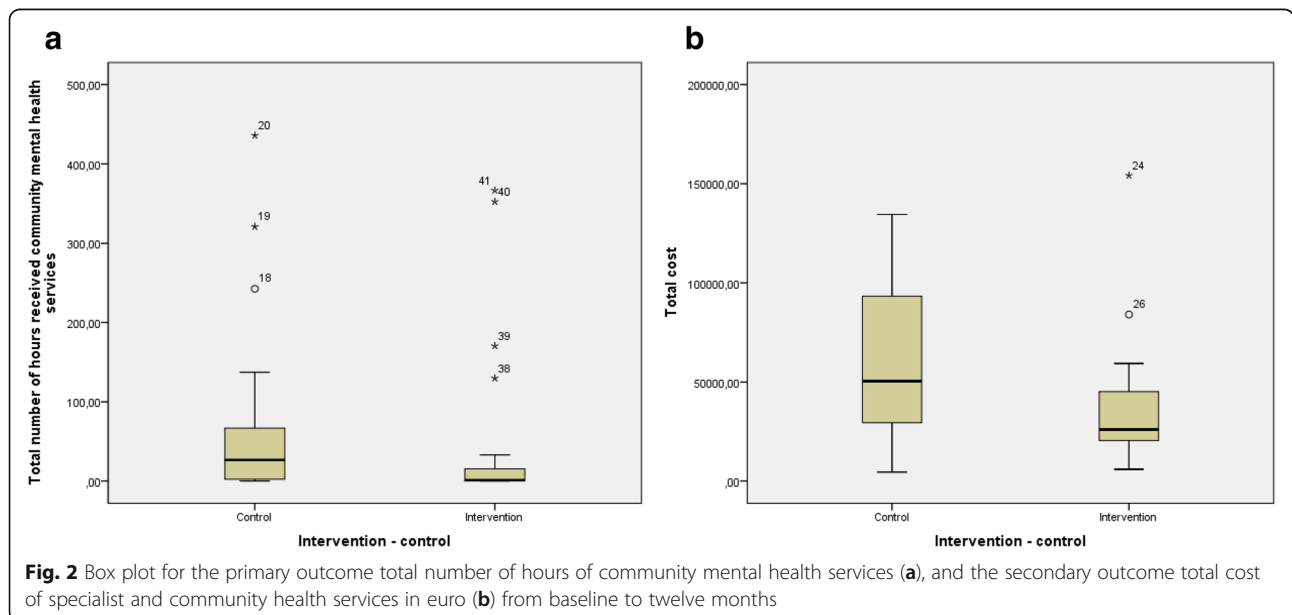 a
Total number of hours received community mental health
services
500,00
400,00
300,00
200,00
100,00
,00
20
19
18
41
40
39
38
Control
Intervention
Intervention - control
b
Total cost
200000,00
150000,00
100000,00
50000,00
,00
24
26
Control
Intervention
Intervention - control
Fig. 2 Box plot for the primary outcome total number of hours of community mental health services (a), and the secondary outcome total cost
of specialist and community health services in euro (b) from baseline to twelve months